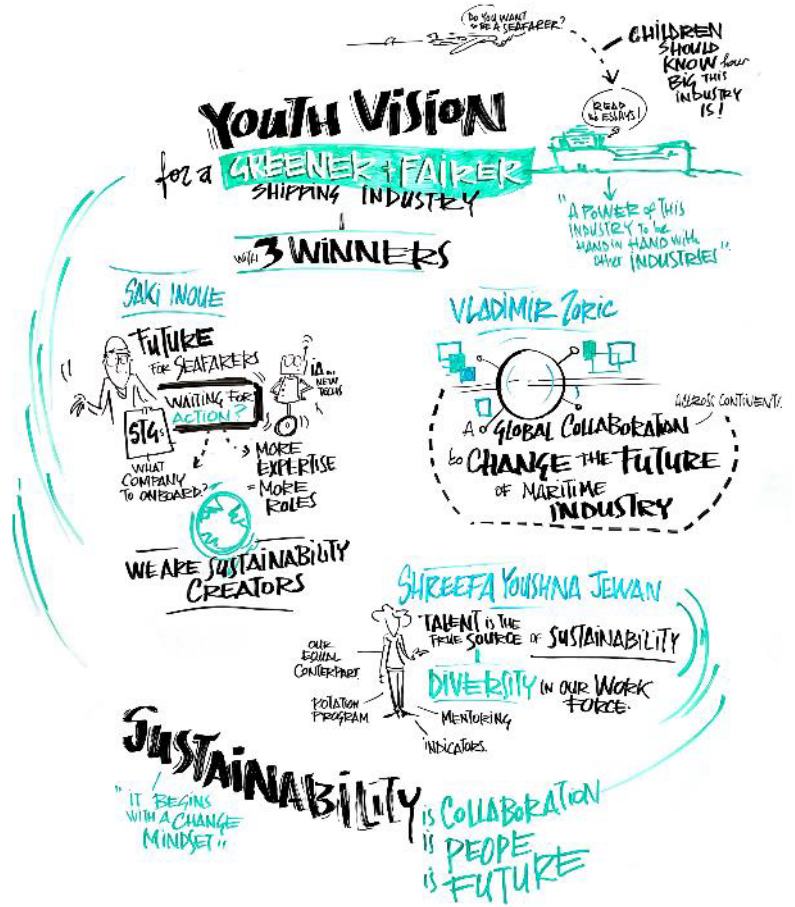 DO YOU WANT
to BE A SEAFARER?
CHILDREN
SHOULD
KNOW how
BIG THIS
INDUSTRY
IS!
READ
the ESSAYS!
YOUTH VISION
for a GREENER + FAIRER
SHIPPING INDUSTRY
with 3 WINNERS
"A POWER of THIS
INDUSTRY to be
HAND IN HAND WITH
other INDUSTRIES"
SAKI INOUE
FUTURE
FOR SEAFARERS
WAITING FOR
ACTION?
IA...
NEW
TECHS
STGs
WHAT
COMPANY
TO ONBOARD?
MORE
EXPERTISE
= MORE
ROLES
WE ARE SUSTAINABILITY
CREATORS
VLADIMIR ZORIC
ACROSS CONTINENTS
A GLOBAL COLLABORATION
to CHANGE THE FUTURE
OF MARITIME
INDUSTRY
SHREEFA YOUSHNA JEWAN
TALENT is THE
TRUE SOURCE OF SUSTAINABILITY
OUR
EQUAL
CONTERPART
DIVERSITY IN OUR WORK
FORCE.
ROTATION
PROGRAM
MENTORING
INDICATORS.
SUSTAINABILITY
"IT BEGINS
WITH A CHANGE
MINDSET"
is COLLABORATION
is PEOPE
is FUTURE